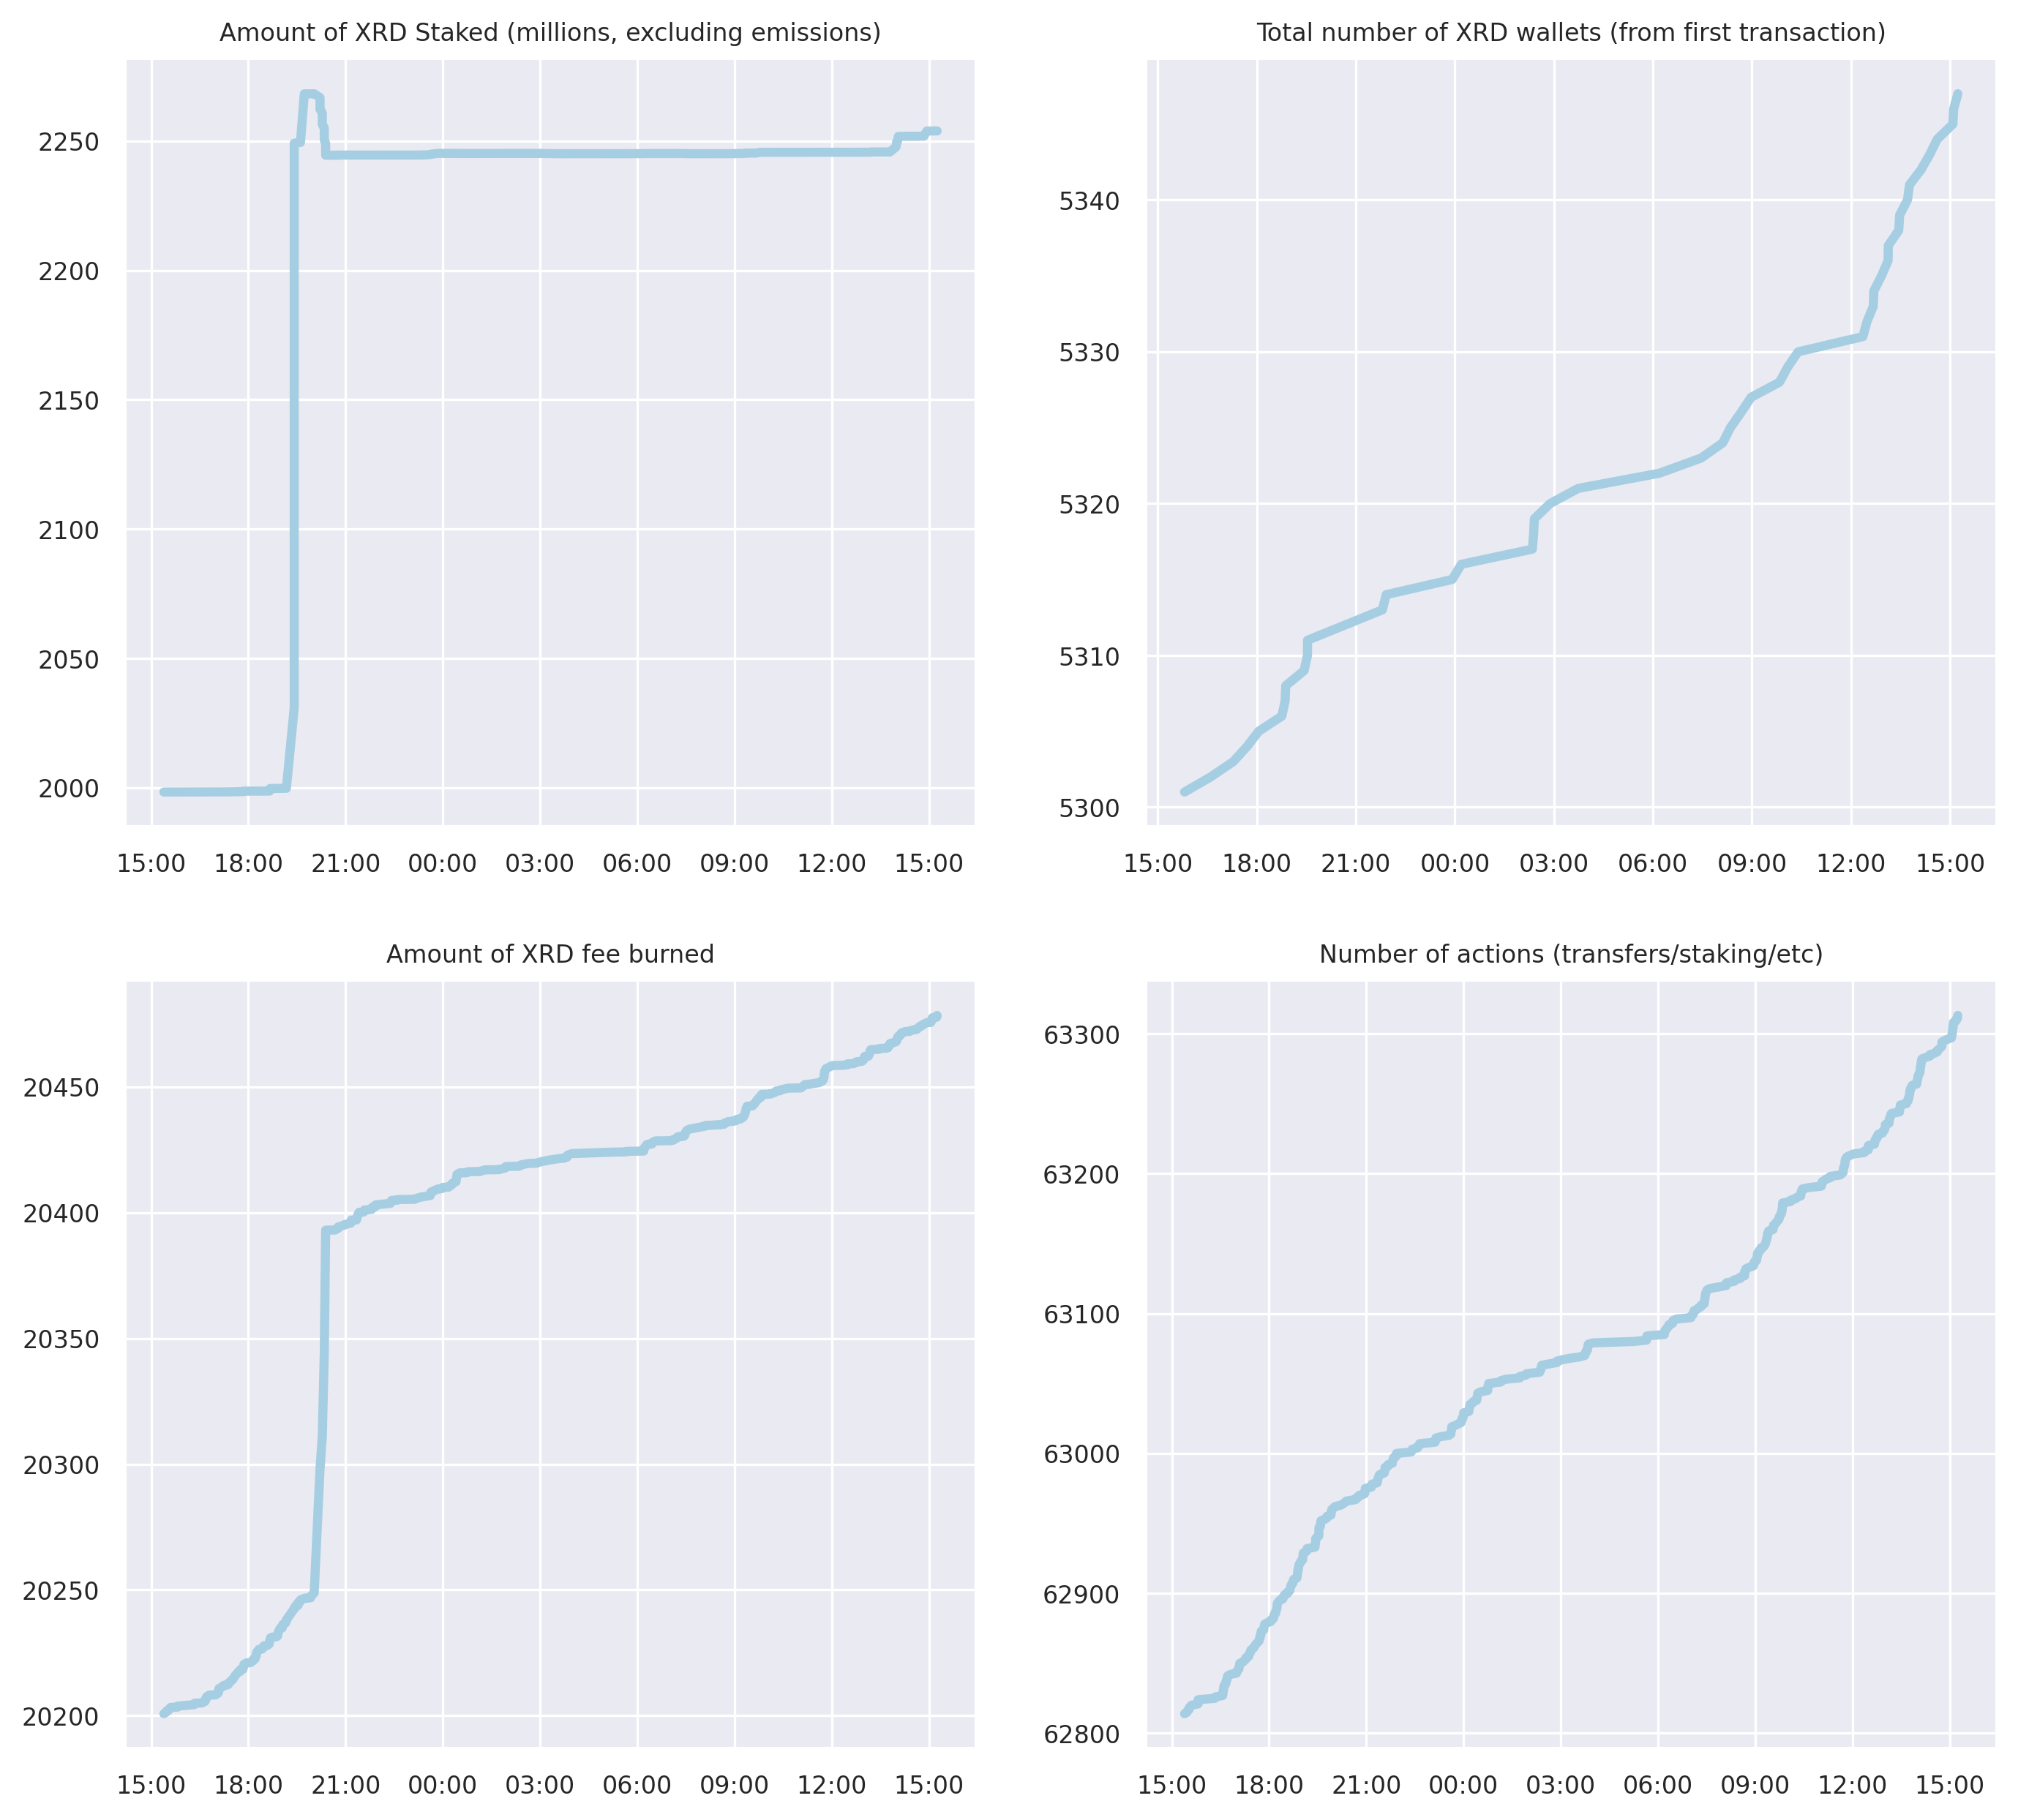 Amount of XRD Staked (millions, excluding emissions)
2250
2200
2150
2100
2050
2000
15:00 18:00 21:00 00:00 03:00 06:00 09:00 12:00 15:00
Total number of XRD wallets (from first transaction)
5340
5330
5320
5310
5300
15:00 18:00 21:00 00:00 03:00 06:00 09:00 12:00 15:00
Amount of XRD fee burned
20450
20400
20350
20300
20250
20200
15:00 18:00 21:00 00:00 03:00 06:00 09:00 12:00 15:00
Number of actions (transfers/staking/etc)
63300
63200
63100
63000
62900
62800
15:00 18:00 21:00 00:00 03:00 06:00 09:00 12:00 15:00